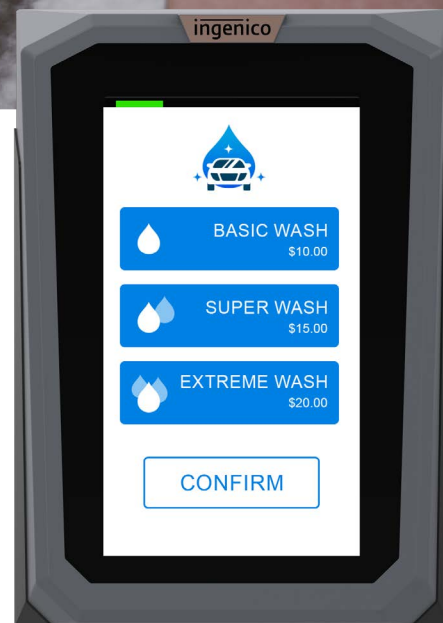 ingenico
BASIC WASH
$10.00
SUPER WASH
$15.00
EXTREME WASH
$20.00
CONFIRM